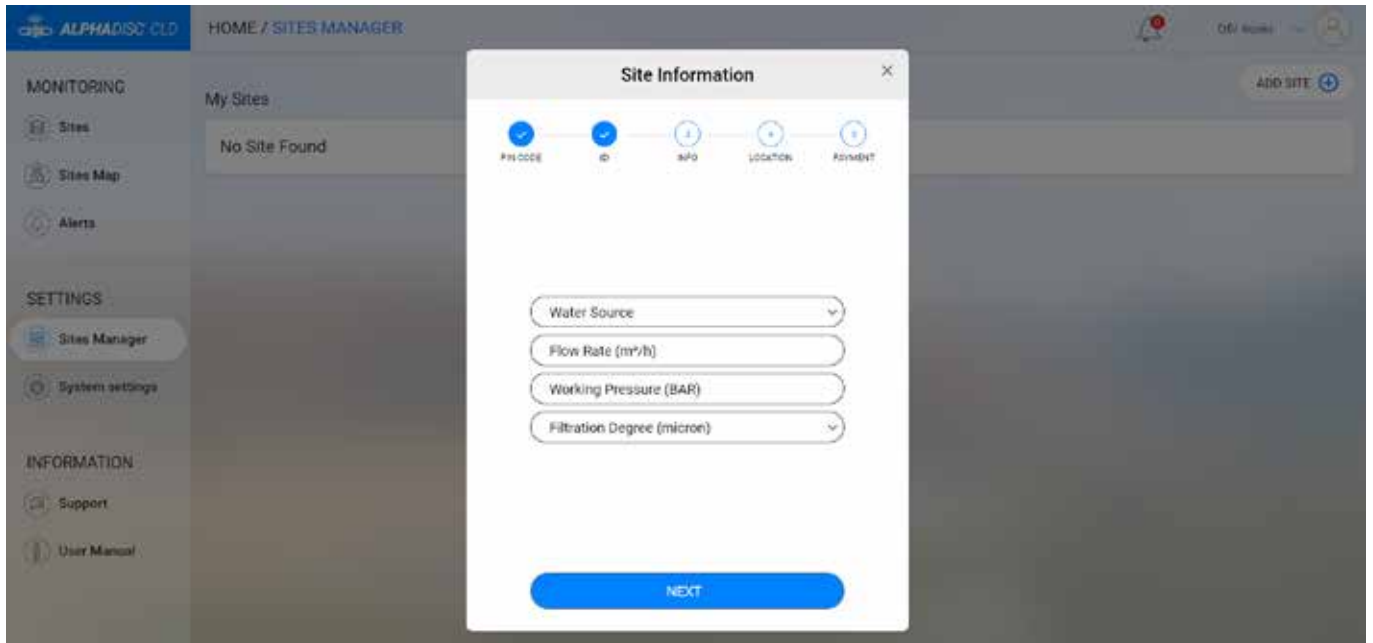 ALPHADISC CLD
HOME / SITES MANAGER
MONITORING
Sites
Sites Map
Alerts
SETTINGS
Sites Manager
System settings
INFORMATION
Support
User Manual
My Sites
No Site Found
ADD SITE
Site Information
PIN CODE
ID
INFO
LOCATION
PAYMENT
Water Source
Flow Rate (m³/h)
Working Pressure (BAR)
Filtration Degree (micron)
NEXT